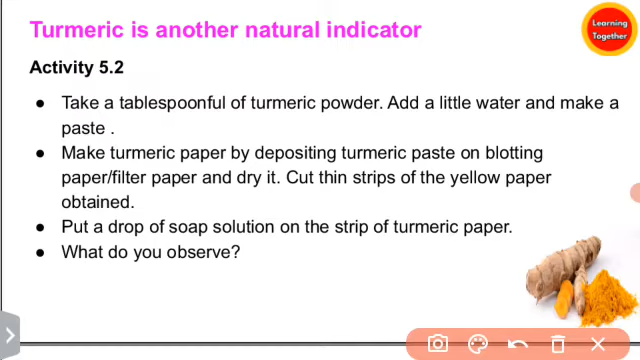 Turmeric is another natural indicator
Learning
Together
Activity 5.2
● Take a tablespoonful of turmeric powder. Add a little water and make a
paste .
● Make turmeric paper by depositing turmeric paste on blotting
paper/filter paper and dry it. Cut thin strips of the yellow paper
obtained.
● Put a drop of soap solution on the strip of turmeric paper.
● What do you observe?